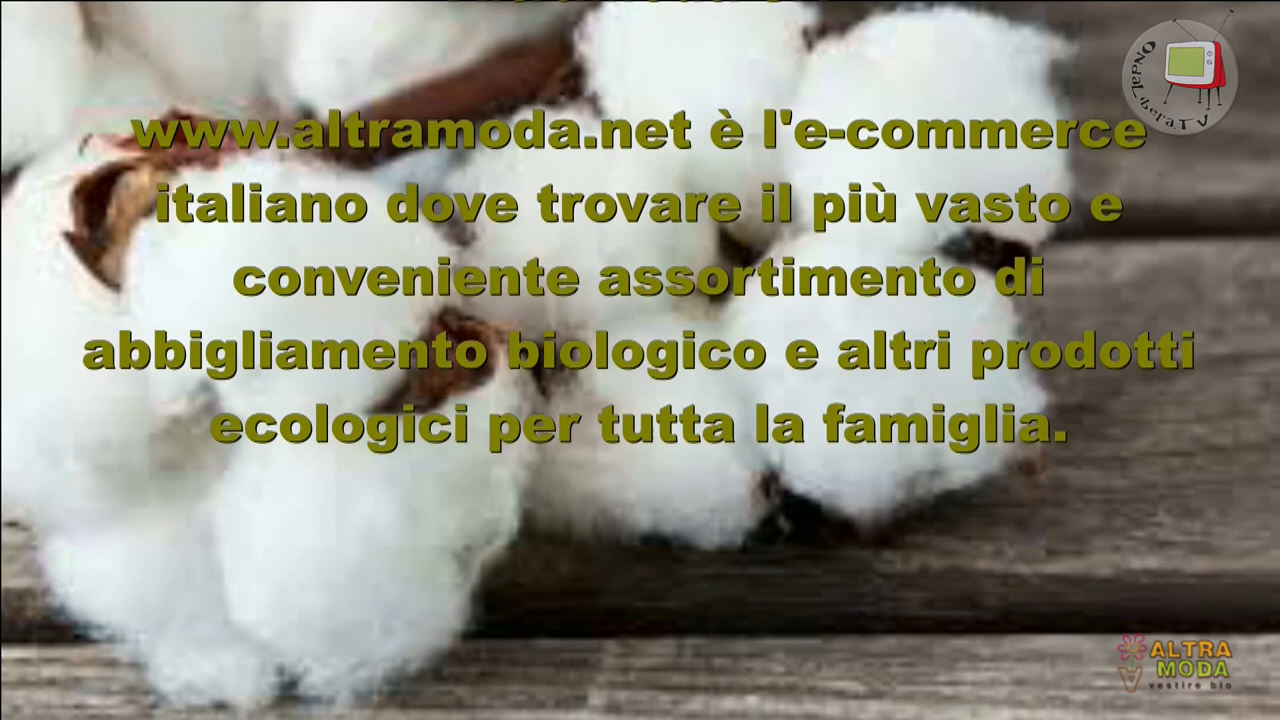 www.altramoda.net è l'e-commerce
italiano dove trovare il più vasto e
conveniente assortimento di
abbigliamento biologico e altri prodotti
ecologici per tutta la famiglia.
OndaLiberaTV
ALTRA
MODA
vestire bio